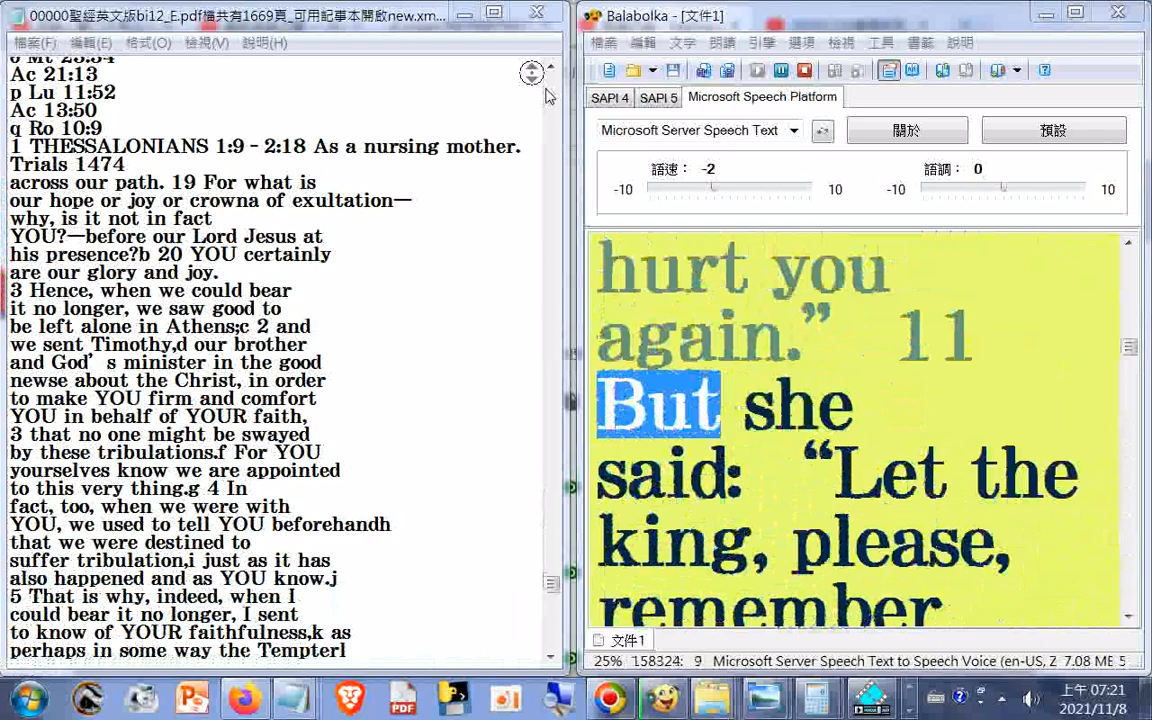 00000聖經英文版bi12_E.pdf檔共有1669頁_可用記事本開啟new.xm...
檔案(F) 編輯(E) 格式(O) 檢視(V) 說明(H)
o Mt 23:34
Ac 21:13
p Lu 11:52
Ac 13:50
q Ro 10:9
1 THESSALONIANS 1:9 – 2:18 As a nursing mother.
Trials 1474
across our path. 19 For what is
our hope or joy or crowna of exultation—
why, is it not in fact
YOU?—before our Lord Jesus at
his presence?b 20 YOU certainly
are our glory and joy.
3 Hence, when we could bear
it no longer, we saw good to
be left alone in Athens;c 2 and
we sent Timothy,d our brother
and God’s minister in the good
newse about the Christ, in order
to make YOU firm and comfort
YOU in behalf of YOUR faith,
3 that no one might be swayed
by these tribulations.f For YOU
yourselves know we are appointed
to this very thing.g 4 In
fact, too, when we were with
YOU, we used to tell YOU beforehandh
that we were destined to
suffer tribulation,i just as it has
also happened and as YOU know.j
5 That is why, indeed, when I
could bear it no longer, I sent
to know of YOUR faithfulness,k as
perhaps in some way the Tempterl
Balabolka - [文件1]
檔案 編輯 文字 朗讀 引擎 選項 檢視 工具 書籤 說明
SAPI 4 SAPI 5 Microsoft Speech Platform
Microsoft Server Speech Text 關於 預設
語速： -2 語調： 0
-10 10 -10 10
hurt you
again.” 11
But she
said: “Let the
king, please,
remember
文件1
25% 158324: 9 Microsoft Server Speech Text to Speech Voice (en-US, Z 7.08 MB 5
PDF
上午 07:21
2021/11/8